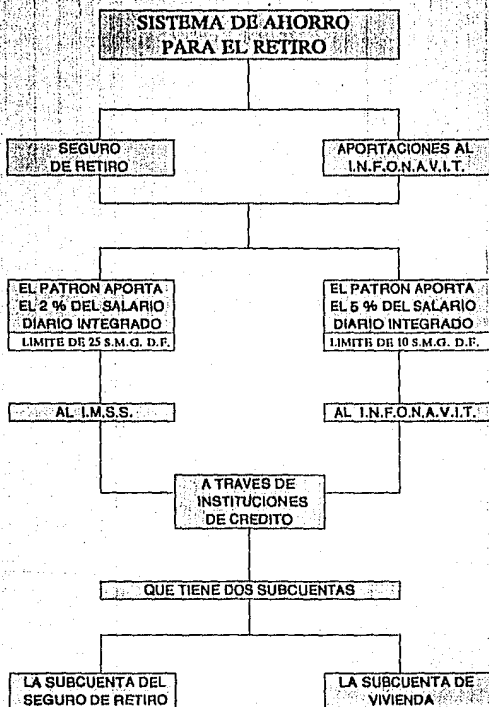 SISTEMA DE AHORRO
PARA EL RETIRO
SEGURO
DE RETIRO
APORTACIONES AL
I.N.F.O.N.A.V.I.T.
EL PATRON APORTA
EL 2 % DEL SALARIO
DIARIO INTEGRADO
LIMITE DE 25 S.M.G. D.F.
EL PATRON APORTA
EL 5 % DEL SALARIO
DIARIO INTEGRADO
LIMITE DE 10 S.M.G. D.F.
AL I.M.S.S.
AL I.N.F.O.N.A.V.I.T.
A TRAVES DE
INSTITUCIONES
DE CREDITO
QUE TIENE DOS SUBCUENTAS
LA SUBCUENTA DEL
SEGURO DE RETIRO
LA SUBCUENTA DE
VIVIENDA